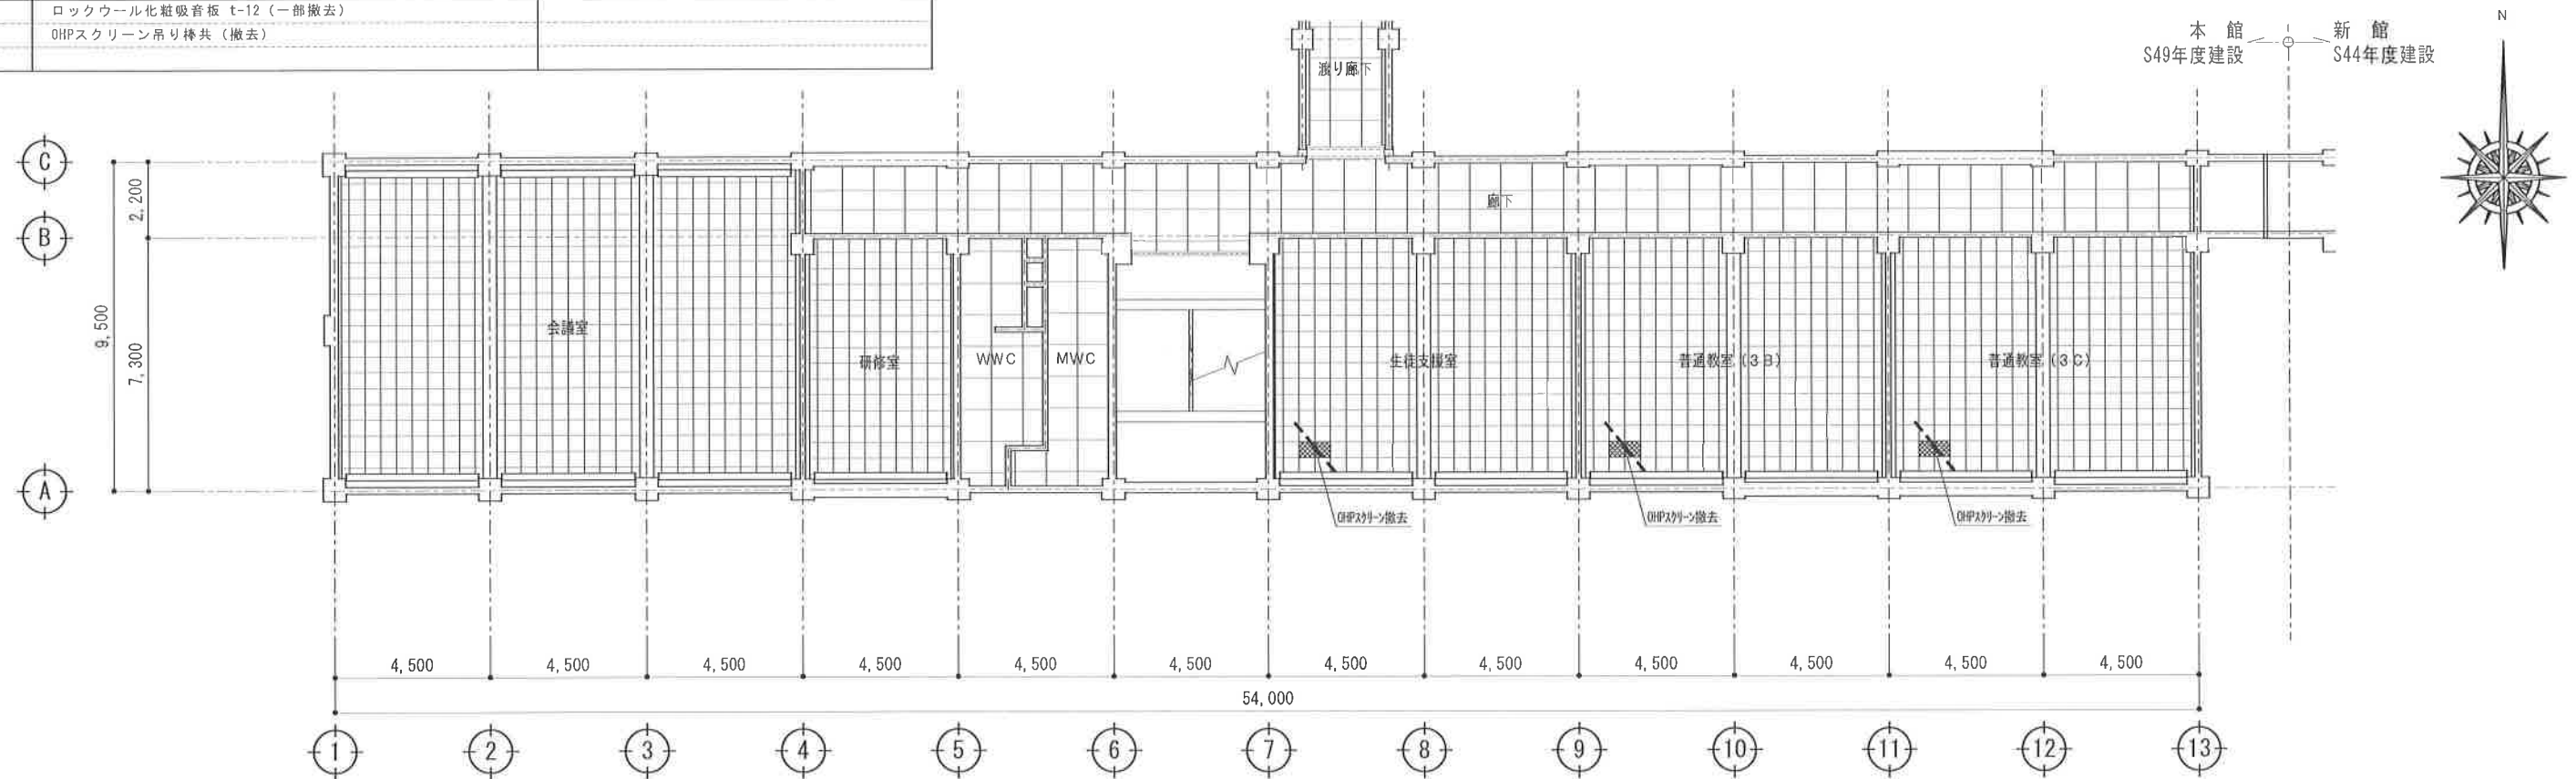 ロックウール化粧吸音板 t-12（一部撤去）
OHPスクリーン吊り棒共（撤去）
本館
S49年度建設
新館
S44年度建設
N
渡り廊下
C
B
A
2,200
7,300
9,500
廊下
会議室
研修室
WWC
MWC
生徒支援室
普通教室（3B）
普通教室（3C）
OHPスクリーン撤去
OHPスクリーン撤去
OHPスクリーン撤去
4,500
4,500
4,500
4,500
4,500
4,500
4,500
4,500
4,500
4,500
4,500
4,500
54,000
1
2
3
4
5
6
7
8
9
10
11
12
13